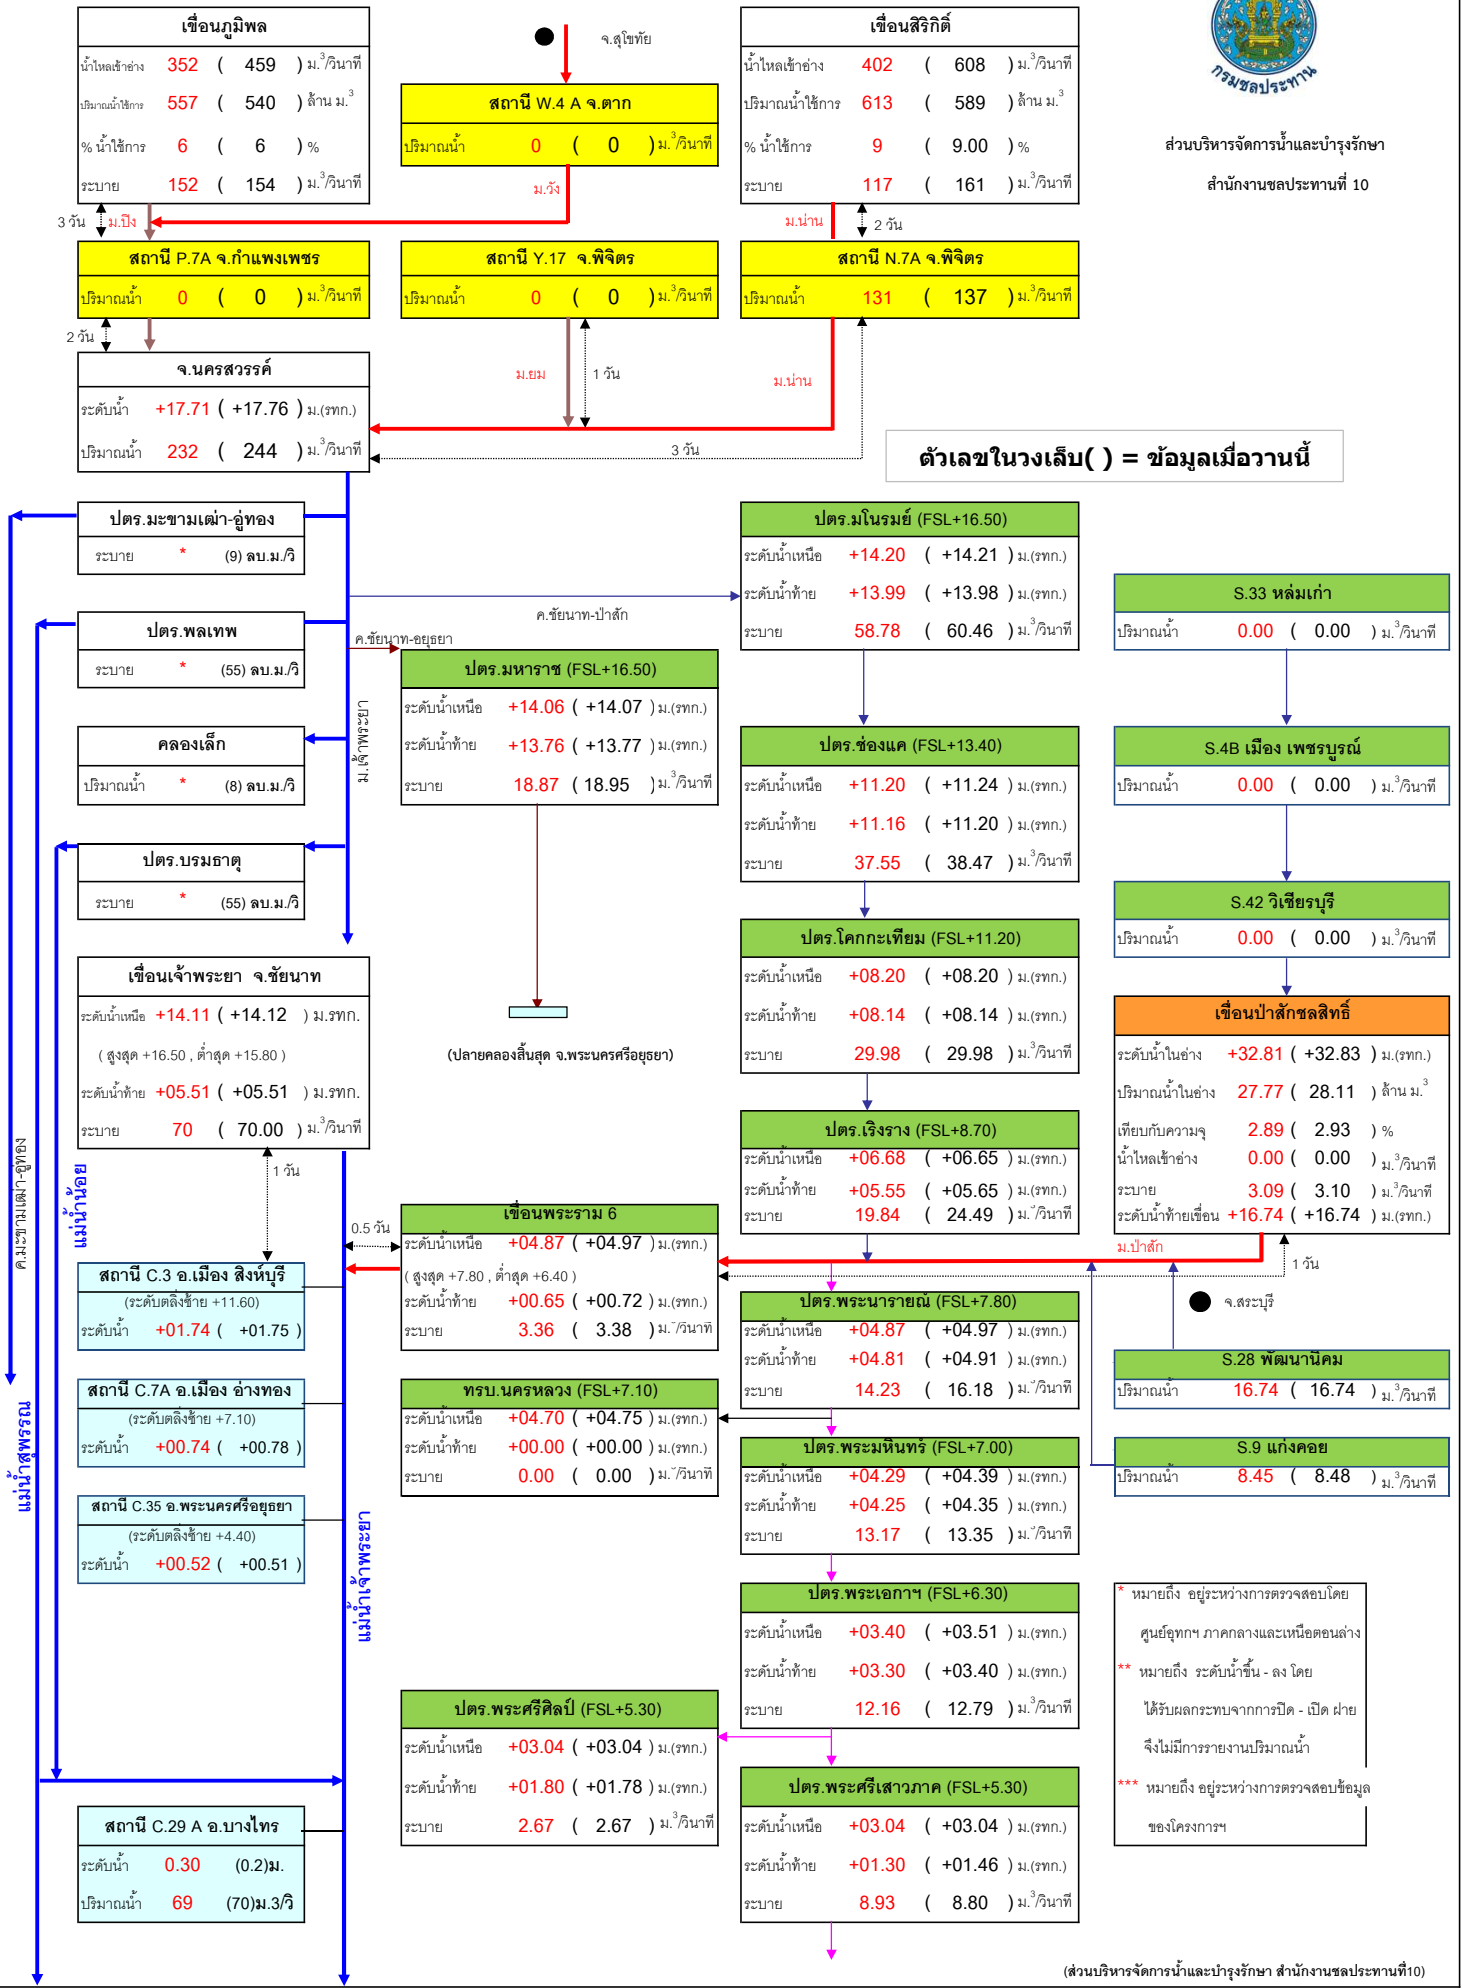 กรมชลประทาน
ส่วนบริหารจัดการน้ำและบำรุงรักษา
สำนักงานชลประทานที่ 10
เขื่อนภูมิพล
น้ำไหลเข้าอ่าง 352 ( 459 ) ม.³/วินาที
ปริมาณน้ำใช้การ 557 ( 540 ) ล้าน ม.³
% น้ำใช้การ 6 ( 6 ) %
ระบาย 152 ( 154 ) ม.³/วินาที
จ.สุโขทัย
สถานี W.4 A จ.ตาก
ปริมาณน้ำ 0 ( 0 ) ม.³/วินาที
ม.วัง
เขื่อนสิริกิติ์
น้ำไหลเข้าอ่าง 402 ( 608 ) ม.³/วินาที
ปริมาณน้ำใช้การ 613 ( 589 ) ล้าน ม.³
% น้ำใช้การ 9 ( 9.00 ) %
ระบาย 117 ( 161 ) ม.³/วินาที
3 วัน
ม.ปิง
ม.น่าน
2 วัน
สถานี P.7A จ.กำแพงเพชร
ปริมาณน้ำ 0 ( 0 ) ม.³/วินาที
สถานี Y.17 จ.พิจิตร
ปริมาณน้ำ 0 ( 0 ) ม.³/วินาที
สถานี N.7A จ.พิจิตร
ปริมาณน้ำ 131 ( 137 ) ม.³/วินาที
2 วัน
ม.ยม
1 วัน
ม.น่าน
3 วัน
จ.นครสวรรค์
ระดับน้ำ +17.71 ( +17.76 ) ม.(รทก.)
ปริมาณน้ำ 232 ( 244 ) ม.³/วินาที
ตัวเลขในวงเล็บ( ) = ข้อมูลเมื่อวานนี้
ปตร.มะขามเฒ่า-อู่ทอง
ระบาย * (9) ลบ.ม./วิ
ปตร.พลเทพ
ระบาย * (55) ลบ.ม./วิ
คลองเล็ก
ปริมาณน้ำ * (8) ลบ.ม./วิ
ปตร.บรมธาตุ
ระบาย * (55) ลบ.ม./วิ
ค.ชัยนาท-ป่าสัก
ค.ชัยนาท-อยุธยา
ม.เจ้าพระยา
ปตร.มหาราช (FSL+16.50)
ระดับน้ำเหนือ +14.06 ( +14.07 ) ม.(รทก.)
ระดับน้ำท้าย +13.76 ( +13.77 ) ม.(รทก.)
ระบาย 18.87 ( 18.95 ) ม.³/วินาที
(ปลายคลองสิ้นสุด จ.พระนครศรีอยุธยา)
ปตร.มโนรมย์ (FSL+16.50)
ระดับน้ำเหนือ +14.20 ( +14.21 ) ม.(รทก.)
ระดับน้ำท้าย +13.99 ( +13.98 ) ม.(รทก.)
ระบาย 58.78 ( 60.46 ) ม.³/วินาที
ปตร.ช่องแค (FSL+13.40)
ระดับน้ำเหนือ +11.20 ( +11.24 ) ม.(รทก.)
ระดับน้ำท้าย +11.16 ( +11.20 ) ม.(รทก.)
ระบาย 37.55 ( 38.47 ) ม.³/วินาที
ปตร.โคกกะเทียม (FSL+11.20)
ระดับน้ำเหนือ +08.20 ( +08.20 ) ม.(รทก.)
ระดับน้ำท้าย +08.14 ( +08.14 ) ม.(รทก.)
ระบาย 29.98 ( 29.98 ) ม.³/วินาที
ปตร.เริงราง (FSL+8.70)
ระดับน้ำเหนือ +06.68 ( +06.65 ) ม.(รทก.)
ระดับน้ำท้าย +05.55 ( +05.65 ) ม.(รทก.)
ระบาย 19.84 ( 24.49 ) ม.³/วินาที
S.33 หล่มเก่า
ปริมาณน้ำ 0.00 ( 0.00 ) ม.³/วินาที
S.4B เมือง เพชรบูรณ์
ปริมาณน้ำ 0.00 ( 0.00 ) ม.³/วินาที
S.42 วิเชียรบุรี
ปริมาณน้ำ 0.00 ( 0.00 ) ม.³/วินาที
เขื่อนป่าสักชลสิทธิ์
ระดับน้ำในอ่าง +32.81 ( +32.83 ) ม.(รทก.)
ปริมาณน้ำในอ่าง 27.77 ( 28.11 ) ล้าน ม.³
เทียบกับความจุ 2.89 ( 2.93 ) %
น้ำไหลเข้าอ่าง 0.00 ( 0.00 ) ม.³/วินาที
ระบาย 3.09 ( 3.10 ) ม.³/วินาที
ระดับน้ำท้ายเขื่อน +16.74 ( +16.74 ) ม.(รทก.)
ม.ป่าสัก
1 วัน
จ.สระบุรี
เขื่อนเจ้าพระยา จ.ชัยนาท
ระดับน้ำเหนือ +14.11 ( +14.12 ) ม.รทก.
( สูงสุด +16.50 , ต่ำสุด +15.80 )
ระดับน้ำท้าย +05.51 ( +05.51 ) ม.รทก.
ระบาย 70 ( 70.00 ) ม.³/วินาที
1 วัน
0.5 วัน
ค.มะขามเฒ่า-อู่ทอง
แม่น้ำน้อย
แม่น้ำสุพรรณ
แม่น้ำเจ้าพระยา
เขื่อนพระราม 6
ระดับน้ำเหนือ +04.87 ( +04.97 ) ม.(รทก.)
( สูงสุด +7.80 , ต่ำสุด +6.40 )
ระดับน้ำท้าย +00.65 ( +00.72 ) ม.(รทก.)
ระบาย 3.36 ( 3.38 ) ม.³/วินาที
สถานี C.3 อ.เมือง สิงห์บุรี
(ระดับตลิ่งซ้าย +11.60)
ระดับน้ำ +01.74 ( +01.75 )
สถานี C.7A อ.เมือง อ่างทอง
(ระดับตลิ่งซ้าย +7.10)
ระดับน้ำ +00.74 ( +00.78 )
สถานี C.35 อ.พระนครศรีอยุธยา
(ระดับตลิ่งซ้าย +4.40)
ระดับน้ำ +00.52 ( +00.51 )
ทรบ.นครหลวง (FSL+7.10)
ระดับน้ำเหนือ +04.70 ( +04.75 ) ม.(รทก.)
ระดับน้ำท้าย +00.00 ( +00.00 ) ม.(รทก.)
ระบาย 0.00 ( 0.00 ) ม.³/วินาที
ปตร.พระนารายณ์ (FSL+7.80)
ระดับน้ำเหนือ +04.87 ( +04.97 ) ม.(รทก.)
ระดับน้ำท้าย +04.81 ( +04.91 ) ม.(รทก.)
ระบาย 14.23 ( 16.18 ) ม.³/วินาที
ปตร.พระมหินทร์ (FSL+7.00)
ระดับน้ำเหนือ +04.29 ( +04.39 ) ม.(รทก.)
ระดับน้ำท้าย +04.25 ( +04.35 ) ม.(รทก.)
ระบาย 13.17 ( 13.35 ) ม.³/วินาที
S.28 พัฒนานิคม
ปริมาณน้ำ 16.74 ( 16.74 ) ม.³/วินาที
S.9 แก่งคอย
ปริมาณน้ำ 8.45 ( 8.48 ) ม.³/วินาที
ปตร.พระเอกาฯ (FSL+6.30)
ระดับน้ำเหนือ +03.40 ( +03.51 ) ม.(รทก.)
ระดับน้ำท้าย +03.30 ( +03.40 ) ม.(รทก.)
ระบาย 12.16 ( 12.79 ) ม.³/วินาที
ปตร.พระศรีศิลป์ (FSL+5.30)
ระดับน้ำเหนือ +03.04 ( +03.04 ) ม.(รทก.)
ระดับน้ำท้าย +01.80 ( +01.78 ) ม.(รทก.)
ระบาย 2.67 ( 2.67 ) ม.³/วินาที
ปตร.พระศรีเสาวภาค (FSL+5.30)
ระดับน้ำเหนือ +03.04 ( +03.04 ) ม.(รทก.)
ระดับน้ำท้าย +01.30 ( +01.46 ) ม.(รทก.)
ระบาย 8.93 ( 8.80 ) ม.³/วินาที
* หมายถึง อยู่ระหว่างการตรวจสอบโดย
ศูนย์อุทกฯ ภาคกลางและเหนือตอนล่าง
** หมายถึง ระดับน้ำขึ้น - ลง โดย
ได้รับผลกระทบจากการปิด - เปิด ฝาย
จึงไม่มีการรายงานปริมาณน้ำ
*** หมายถึง อยู่ระหว่างการตรวจสอบข้อมูล
ของโครงการฯ
สถานี C.29 A อ.บางไทร
ระดับน้ำ 0.30 (0.2)ม.
ปริมาณน้ำ 69 (70)ม.3/วิ
(ส่วนบริหารจัดการน้ำและบำรุงรักษา สำนักงานชลประทานที่10)